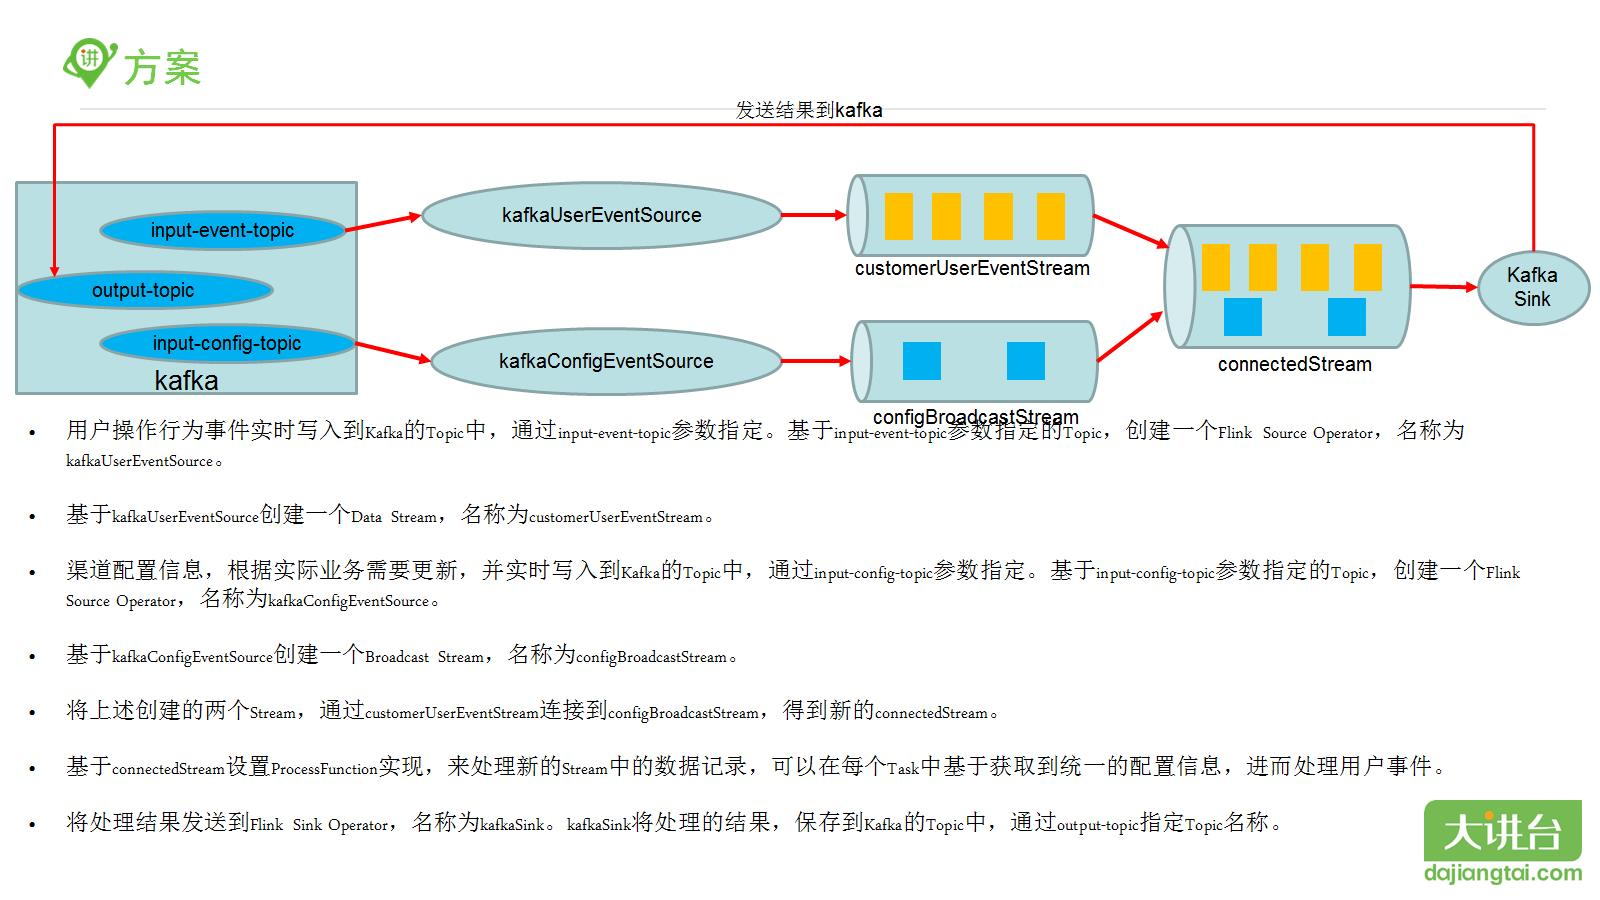 讲
方案
发送结果到kafka
input-event-topic
kafkaUserEventSource
customerUserEventStream
output-topic
Kafka
Sink
input-config-topic
kafkaConfigEventSource
connectedStream
kafka
configBroadcastStream
• 用户操作行为事件实时写入到Kafka的Topic中，通过input-event-topic参数指定。基于input-event-topic参数指定的Topic，创建一个Flink Source Operator，名称为
kafkaUserEventSource。
• 基于kafkaUserEventSource创建一个Data Stream，名称为customerUserEventStream。
• 渠道配置信息，根据实际业务需要更新，并实时写入到Kafka的Topic中，通过input-config-topic参数指定。基于input-config-topic参数指定的Topic，创建一个Flink
Source Operator，名称为kafkaConfigEventSource。
• 基于kafkaConfigEventSource创建一个Broadcast Stream，名称为configBroadcastStream。
• 将上述创建的两个Stream，通过customerUserEventStream连接到configBroadcastStream，得到新的connectedStream。
• 基于connectedStream设置ProcessFunction实现，来处理新的Stream中的数据记录，可以在每个Task中基于获取到统一的配置信息，进而处理用户事件。
• 将处理结果发送到Flink Sink Operator，名称为kafkaSink。kafkaSink将处理的结果，保存到Kafka的Topic中，通过output-topic指定Topic名称。
大讲台
dajiangtai.com